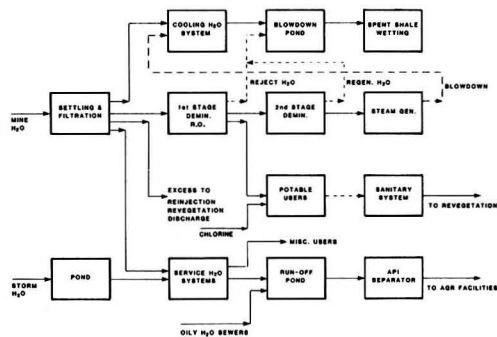 COOLING H2O
SYSTEM
BLOWDOWN
POND
SPENT SHALE
WETTING
REJECT H2O
REGEN. H2O
BLOWDOWN
MINE
H2O
SETTLING &
FILTRATION
1st STAGE
DEMIN.
R.O.
2nd STAGE
DEMIN.
STEAM GEN.
EXCESS TO
REINJECTION
REVEGETATION
DISCHARGE
CHLORINE
POTABLE
USERS
SANITARY
SYSTEM
TO REVEGETATION
MISC. USERS
STORM
H2O
POND
SERVICE H2O
SYSTEMS
RUN-OFF
POND
API
SEPARATOR
TO AGR FACILITIES
OILY H2O SEWERS